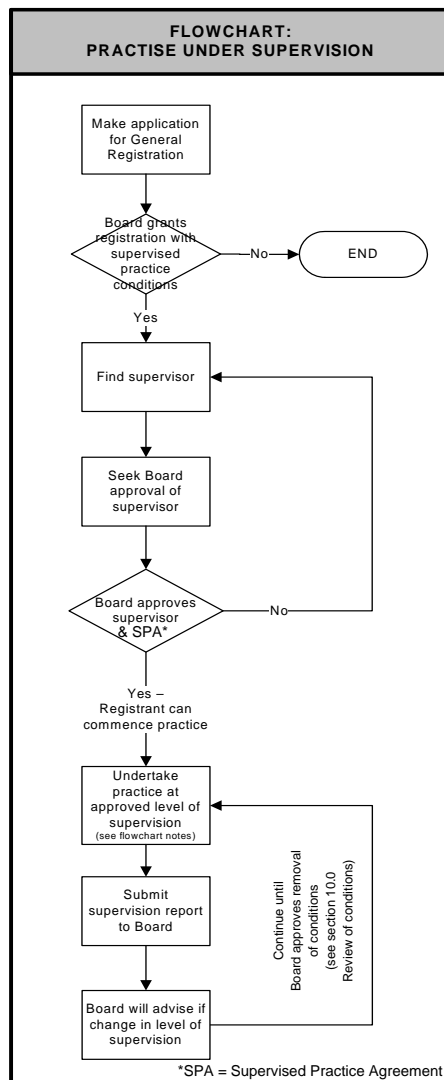 FLOWCHART:
PRACTISE UNDER SUPERVISION
Make application
for General
Registration
Board grants
registration with
supervised
practice
conditions
No
END
Yes
Find supervisor
Seek Board
approval of
supervisor
Board approves
supervisor
& SPA*
No
Yes –
Registrant can
commence practice
Undertake
practice at
approved level of
supervision
(see flowchart notes)
Submit
supervision report
to Board
Continue until
Board approves removal
of conditions
(see section 10.0
Review of conditions)
Board will advise if
change in level of
supervision
*SPA = Supervised Practice Agreement